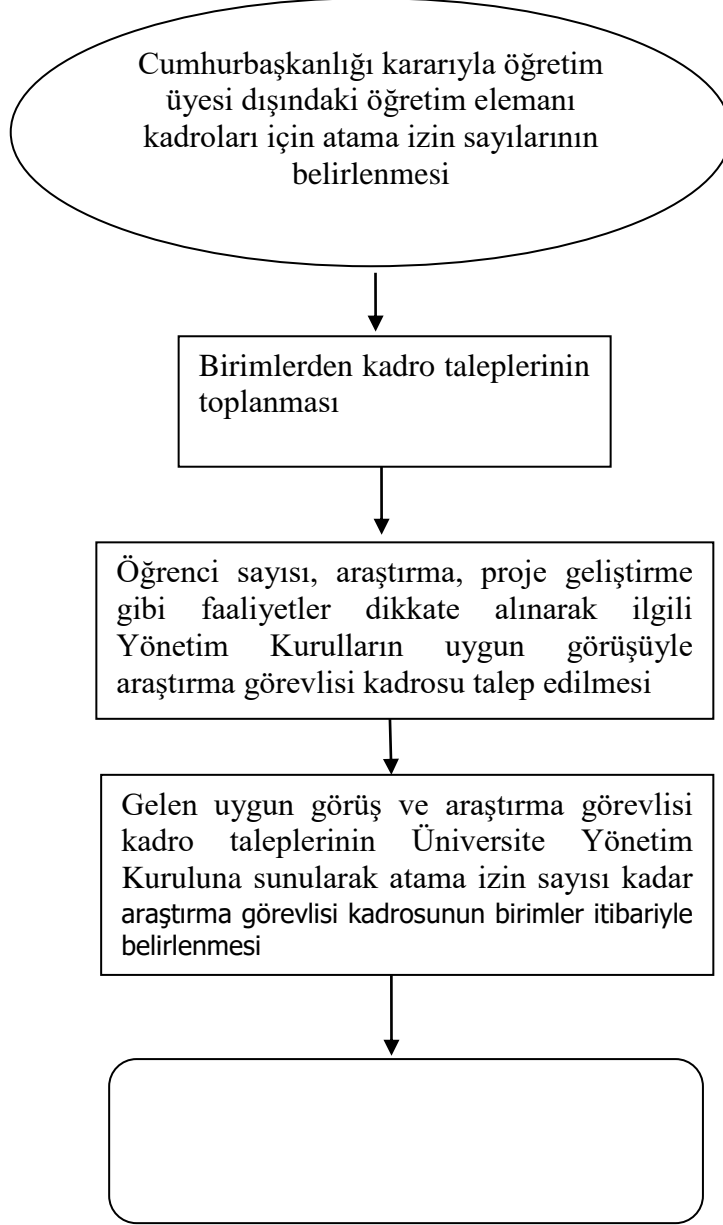 Cumhurbaşkanlığı kararıyla öğretim
üyesi dışındaki öğretim elemanı
kadroları için atama izin sayılarının
belirlenmesi
Birimlerden kadro taleplerinin
toplanması
Öğrenci sayısı, araştırma, proje geliştirme
gibi faaliyetler dikkate alınarak ilgili
Yönetim Kurulların uygun görüşüyle
araştırma görevlisi kadrosu talep edilmesi
Gelen uygun görüş ve araştırma görevlisi
kadro taleplerinin Üniversite Yönetim
Kuruluna sunularak atama izin sayısı kadar
araştırma görevlisi kadrosunun birimler itibariyle
belirlenmesi